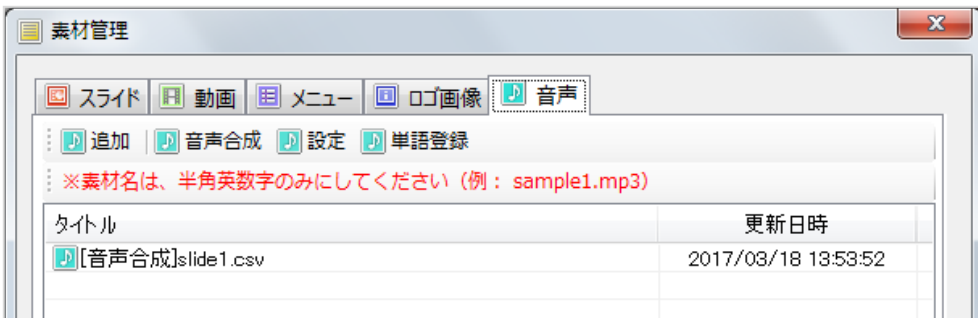 素材管理
スライド 動画 メニュー ロゴ画像 音声
追加 音声合成 設定 単語登録
※素材名は、半角英数字のみにしてください（例： sample1.mp3）
タイトル 更新日時
[音声合成]slide1.csv 2017/03/18 13:53:52